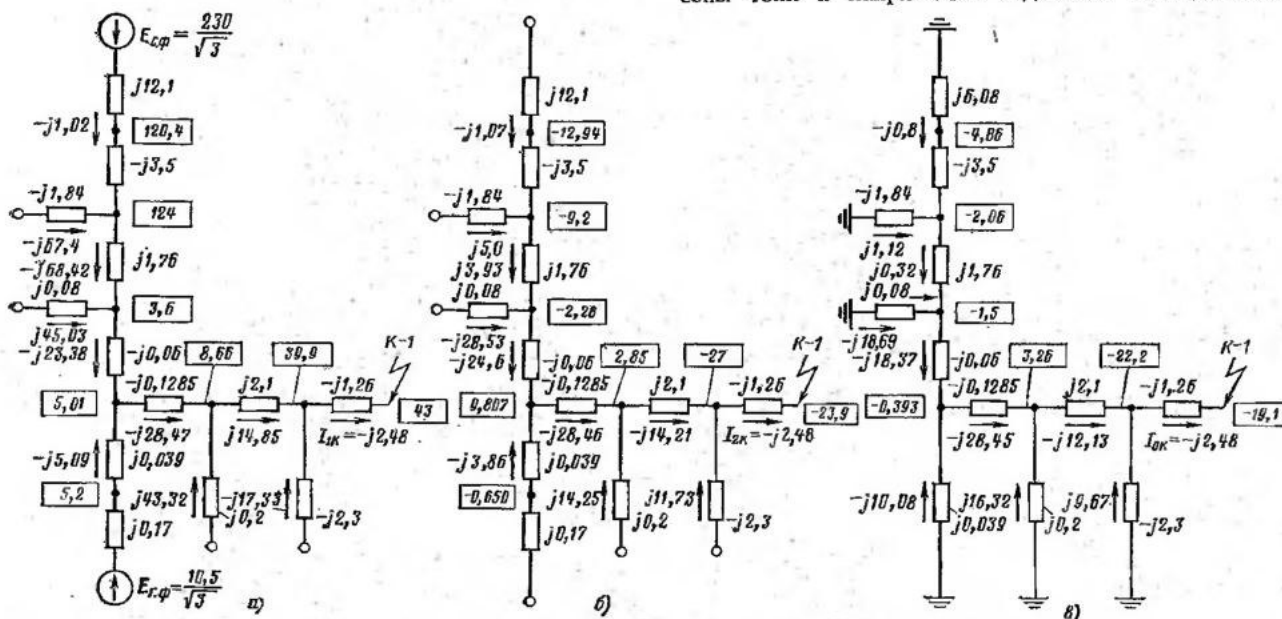 E с.ф = 230/√3
j12,1
-j1,02
120,4
-j3,5
-j1,84
124
-j67,4
-j68,42
j1,76
j0,08
3,6
j45,03
-j23,38
-j0,06
8,66
39,9
К-1
-j0,1285
j2,1
-j1,26
5,01
43
-j28,47
j14,85
I1К=-j2,48
-j5,09
j0,039
5,2
j43,32
-j17,33
j0,2
-j2,3
j0,17
E г.ф = 10,5/√3
а)
j12,1
-j1,07
-12,94
-j3,5
-j1,84
-9,2
j5,0
j3,93
j1,76
j0,08
-2,28
-j28,53
-j24,6
-j0,06
2,85
-27
К-1
-j0,1285
j2,1
-j1,26
0,807
-23,9
-j28,46
-j14,21
I2К=-j2,48
-j3,86
j0,039
-0,650
j14,25
j11,73
j0,2
-j2,3
j0,17
б)
j6,08
-j0,8
-4,86
-j3,5
-j1,84
-2,06
j1,12
j0,32
j1,76
j0,08
-1,5
-j18,69
-j18,37
-j0,06
3,26
-22,2
К-1
-j0,1285
j2,1
-j1,26
-0,393
-19,1
-j28,45
-j12,13
I0К=-j2,48
-j10,08
j16,32
j9,67
j0,039
j0,2
-j2,3
в)